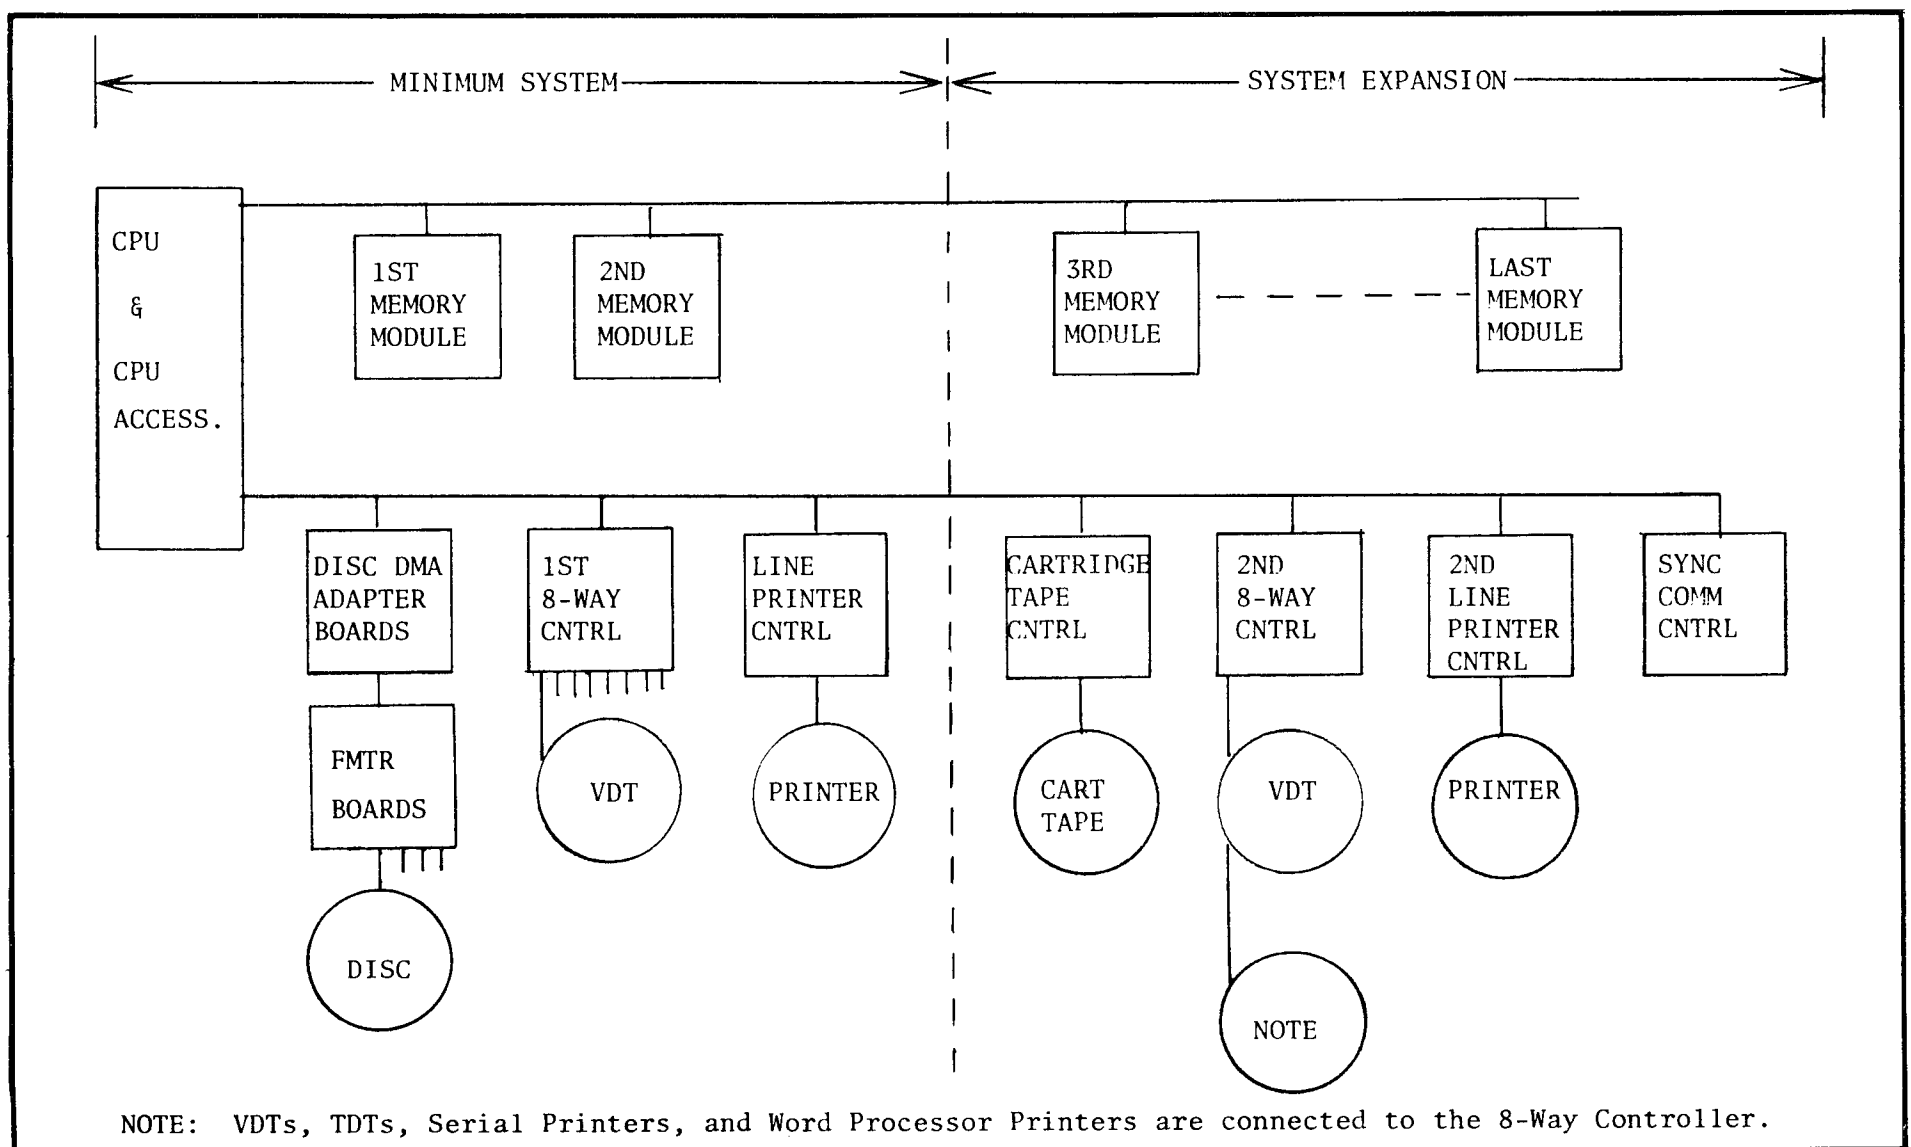 MINIMUM SYSTEM
SYSTEM EXPANSION
CPU
&
CPU
ACCESS.
1ST
MEMORY
MODULE
2ND
MEMORY
MODULE
3RD
MEMORY
MODULE
LAST
MEMORY
MODULE
DISC DMA
ADAPTER
BOARDS
1ST
8-WAY
CNTRL
LINE
PRINTER
CNTRL
CARTRIDGE
TAPE
CNTRL
2ND
8-WAY
CNTRL
2ND
LINE
PRINTER
CNTRL
SYNC
COMM
CNTRL
FMTR
BOARDS
VDT
PRINTER
CART
TAPE
VDT
PRINTER
DISC
NOTE
NOTE: VDTs, TDTs, Serial Printers, and Word Processor Printers are connected to the 8-Way Controller.